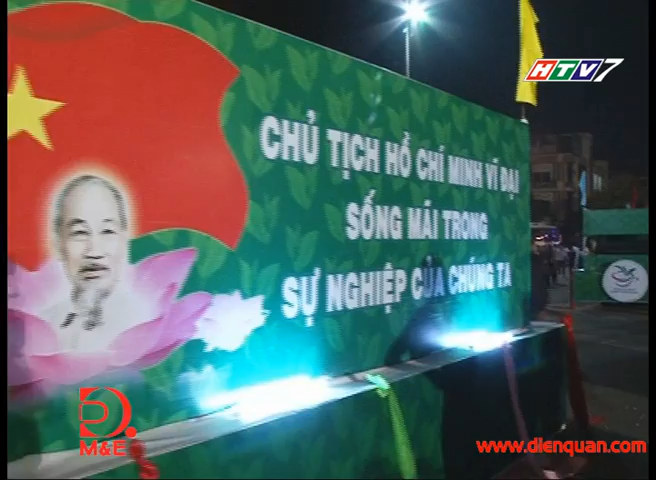 HTV7
CHỦ TỊCH HỒ CHÍ MINH VĨ ĐẠI
SỐNG MÃI TRONG
SỰ NGHIỆP CỦA CHÚNG TA
M&E
www.dienquan.com